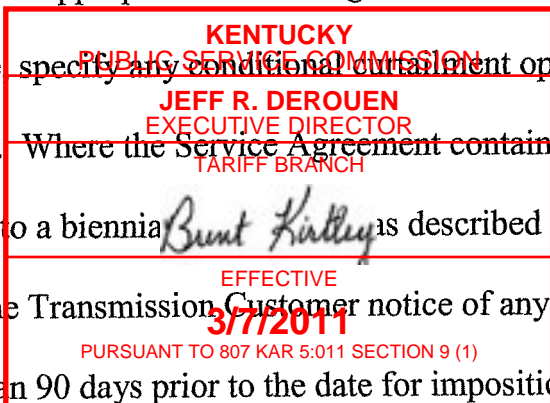 KENTUCKY
PUBLIC SERVICE COMMISSION
specify any conditional curtailment op
JEFF R. DEROUEN
EXECUTIVE DIRECTOR
Where the Service Agreement contain
TARIFF BRANCH
to a biennia Bunt Kirtley as described
EFFECTIVE
e Transmission Customer notice of any
3/7/2011
PURSUANT TO 807 KAR 5:011 SECTION 9 (1)
an 90 days prior to the date for impositio